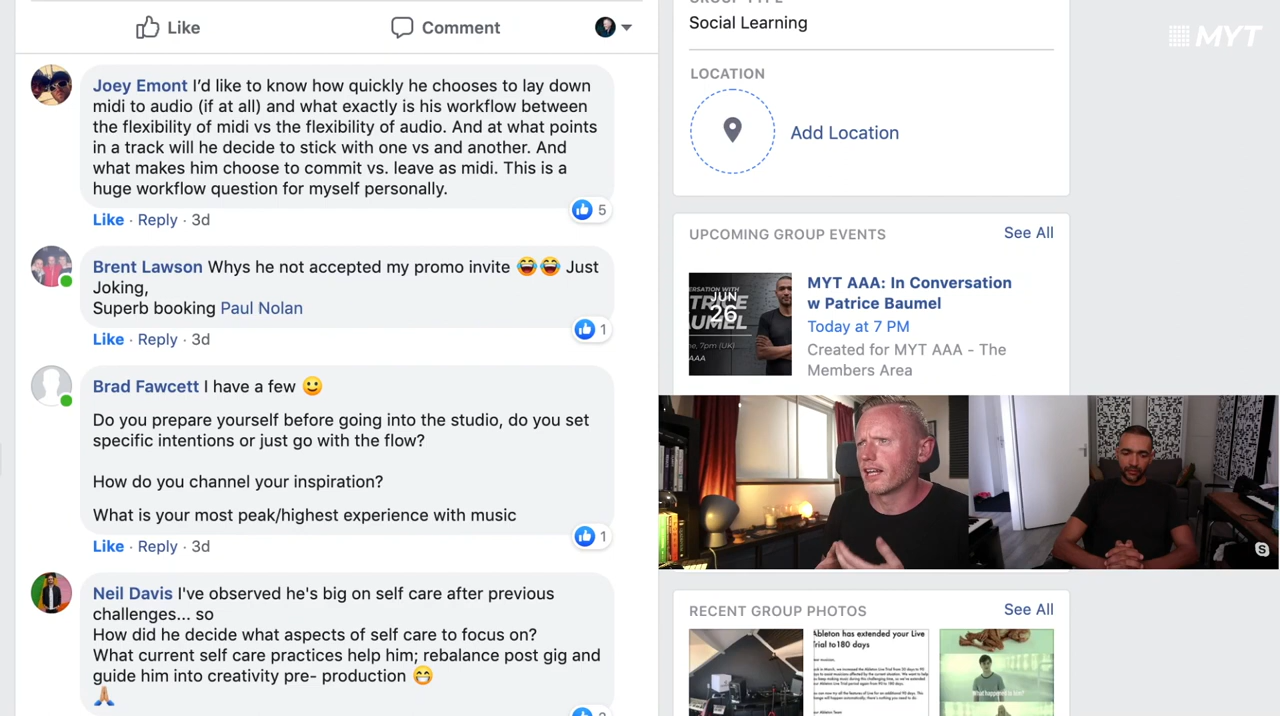 Like
Comment
Joey Emont I'd like to know how quickly he chooses to lay down
midi to audio (if at all) and what exactly is his workflow between
the flexibility of midi vs the flexibility of audio. And at what points
in a track will he decide to stick with one vs and another. And
what makes him choose to commit vs. leave as midi. This is a
huge workflow question for myself personally.
5
Like · Reply · 3d
Brent Lawson Whys he not accepted my promo invite 😂😂 Just
Joking,
Superb booking Paul Nolan
1
Like · Reply · 3d
Brad Fawcett I have a few 🙂
Do you prepare yourself before going into the studio, do you set
specific intentions or just go with the flow?
How do you channel your inspiration?
What is your most peak/highest experience with music
1
Like · Reply · 3d
Neil Davis I've observed he's big on self care after previous
challenges... so
How did he decide what aspects of self care to focus on?
What current self care practices help him; rebalance post gig and
guide him in creativity pre- production 😁
🙏🏽
GROUP TYPE
Social Learning
LOCATION
Add Location
MYT
UPCOMING GROUP EVENTS
See All
JUN
26
AAA
MYT AAA: In Conversation
w Patrice Baumel
Today at 7 PM
Created for MYT AAA - The
Members Area
RECENT GROUP PHOTOS
See All
Ableton has extended your Live
Trial to 180 days